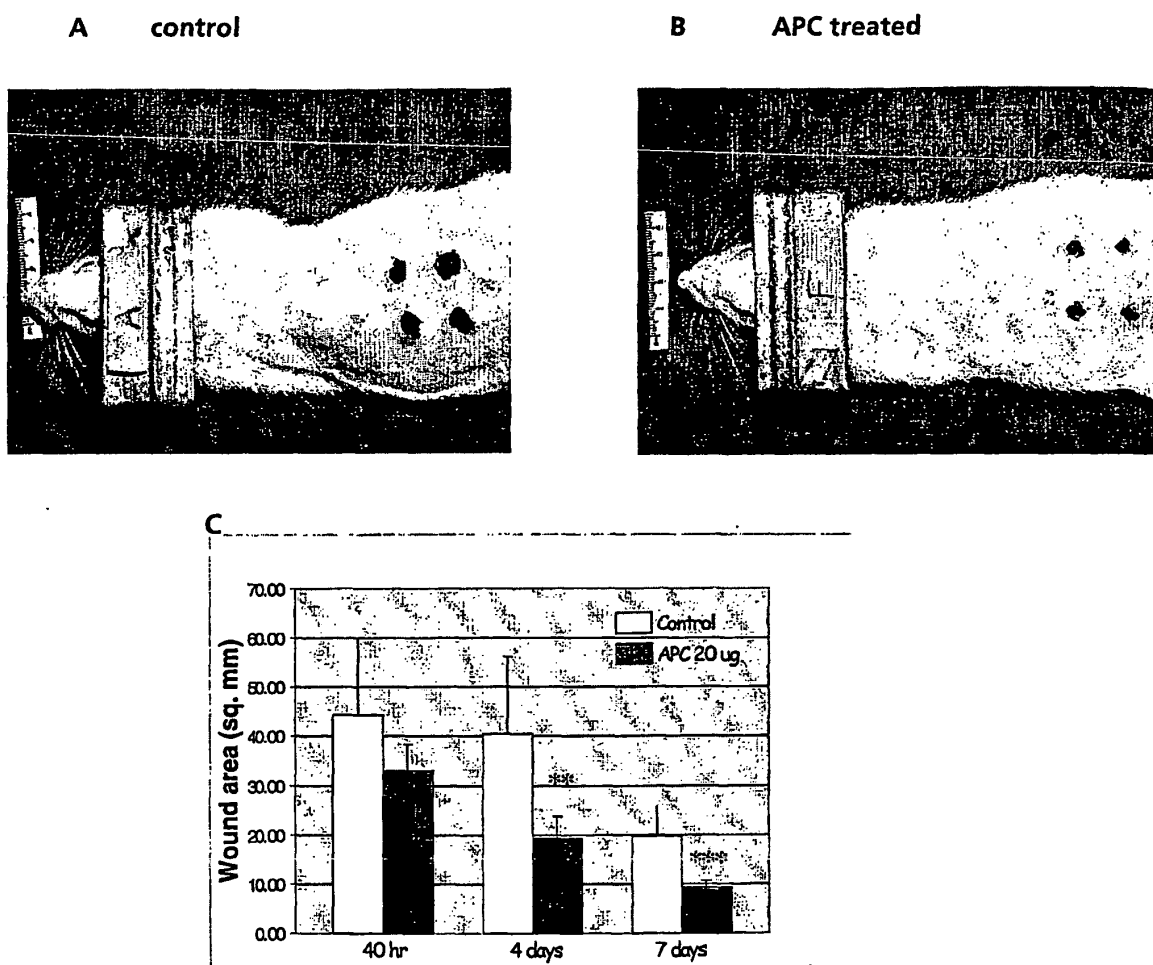 A control
B APC treated
A
C
70.00
60.00
50.00
40.00
30.00
20.00
10.00
0.00
Wound area (sq. mm)
Control
APC 20 ug
**
***
40 hr
4 days
7 days